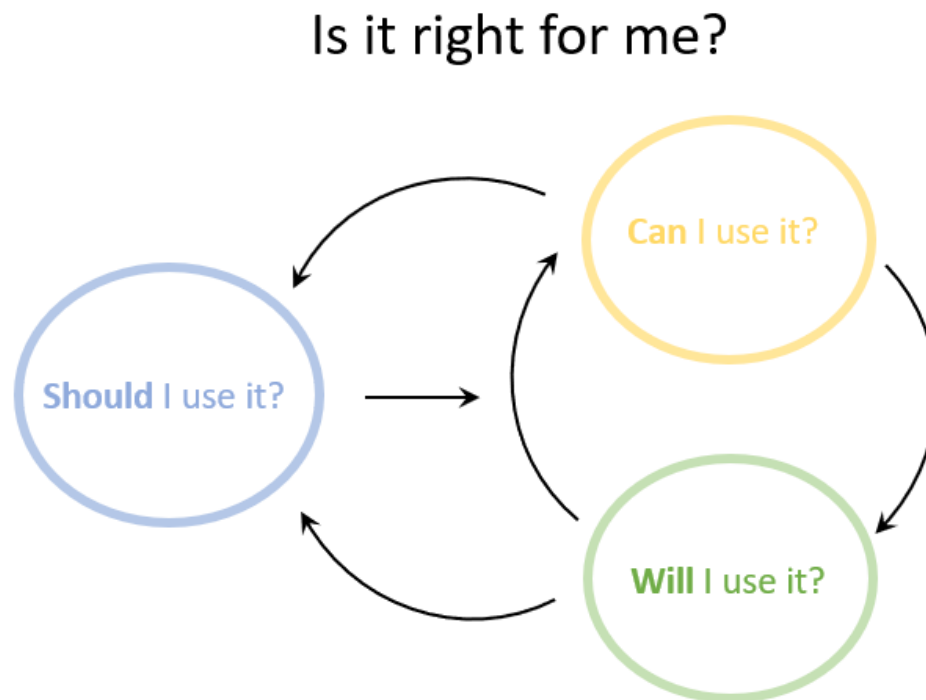 Is it right for me?
Can I use it?
Should I use it?
Will I use it?